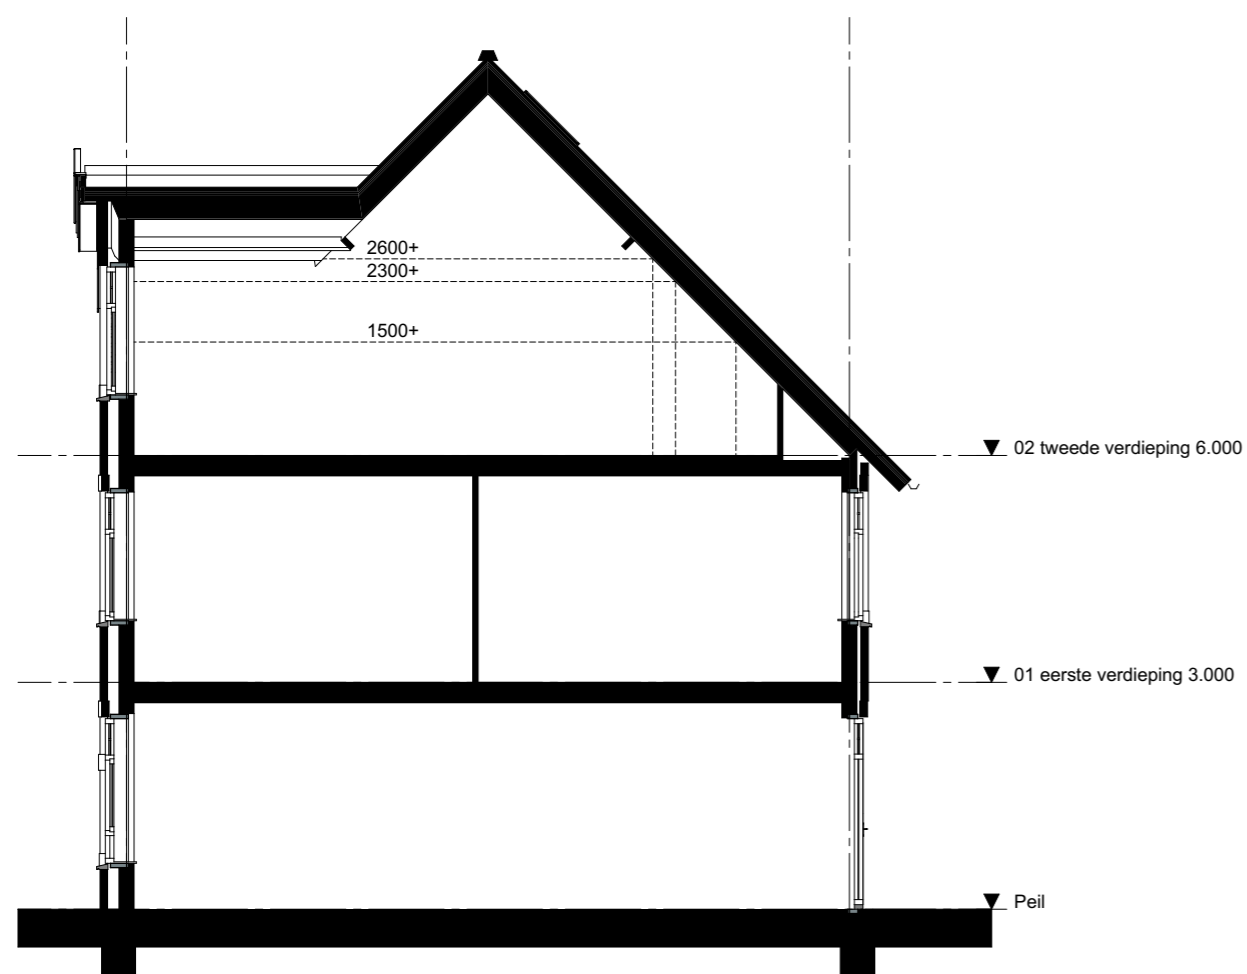 2600+
2300+
1500+
02 tweede verdieping 6.000
01 eerste verdieping 3.000
Peil